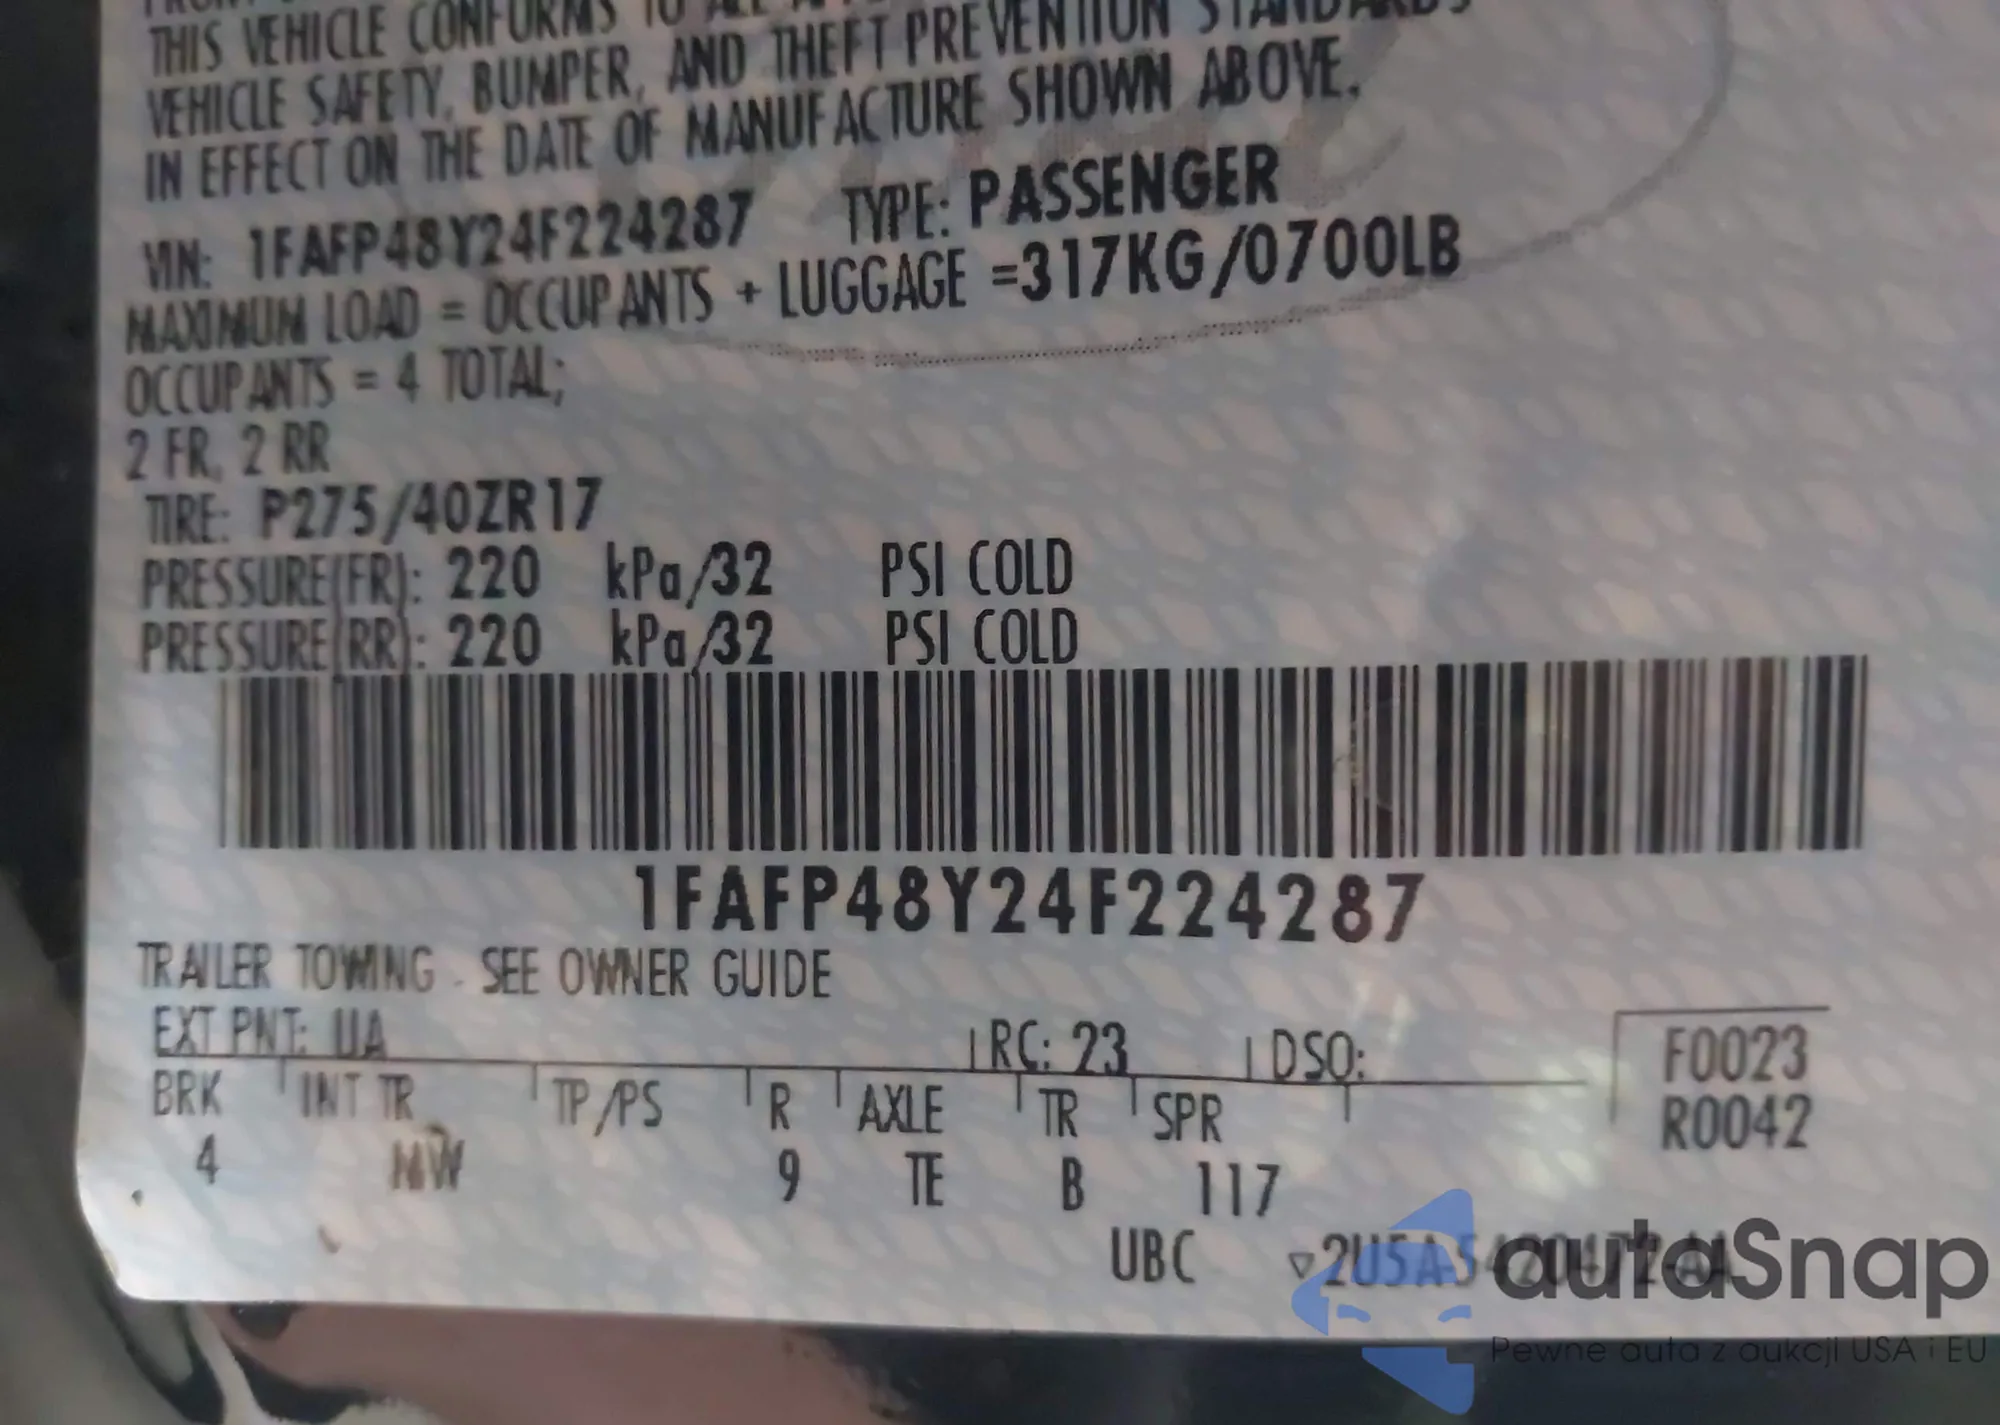 THIS VEHICLE CONFORMS TO ALL
VEHICLE SAFETY, BUMPER, AND THEFT PREVENTION STANDARDS
IN EFFECT ON THE DATE OF MANUFACTURE SHOWN ABOVE.
VIN: 1FAFP48Y24F224287 TYPE: PASSENGER
MAXIMUM LOAD = OCCUPANTS + LUGGAGE =317KG/0700LB
OCCUPANTS = 4 TOTAL;
2 FR, 2 RR
TIRE: P275/40ZR17
PRESSURE(FR): 220 kPa/32 PSI COLD
PRESSURE(RR): 220 kPa/32 PSI COLD
1FAFP48Y24F224287
TRAILER TOWING - SEE OWNER GUIDE
EXT PNT: UA RC: 23 DSO: F0023
BRK INT TR TP/PS R AXLE TR SPR R0042
4 MW 9 TE B 117
UBC ▽2U5A-5420472-AA
autaSnap
Pewne auta z aukcji USA i EU